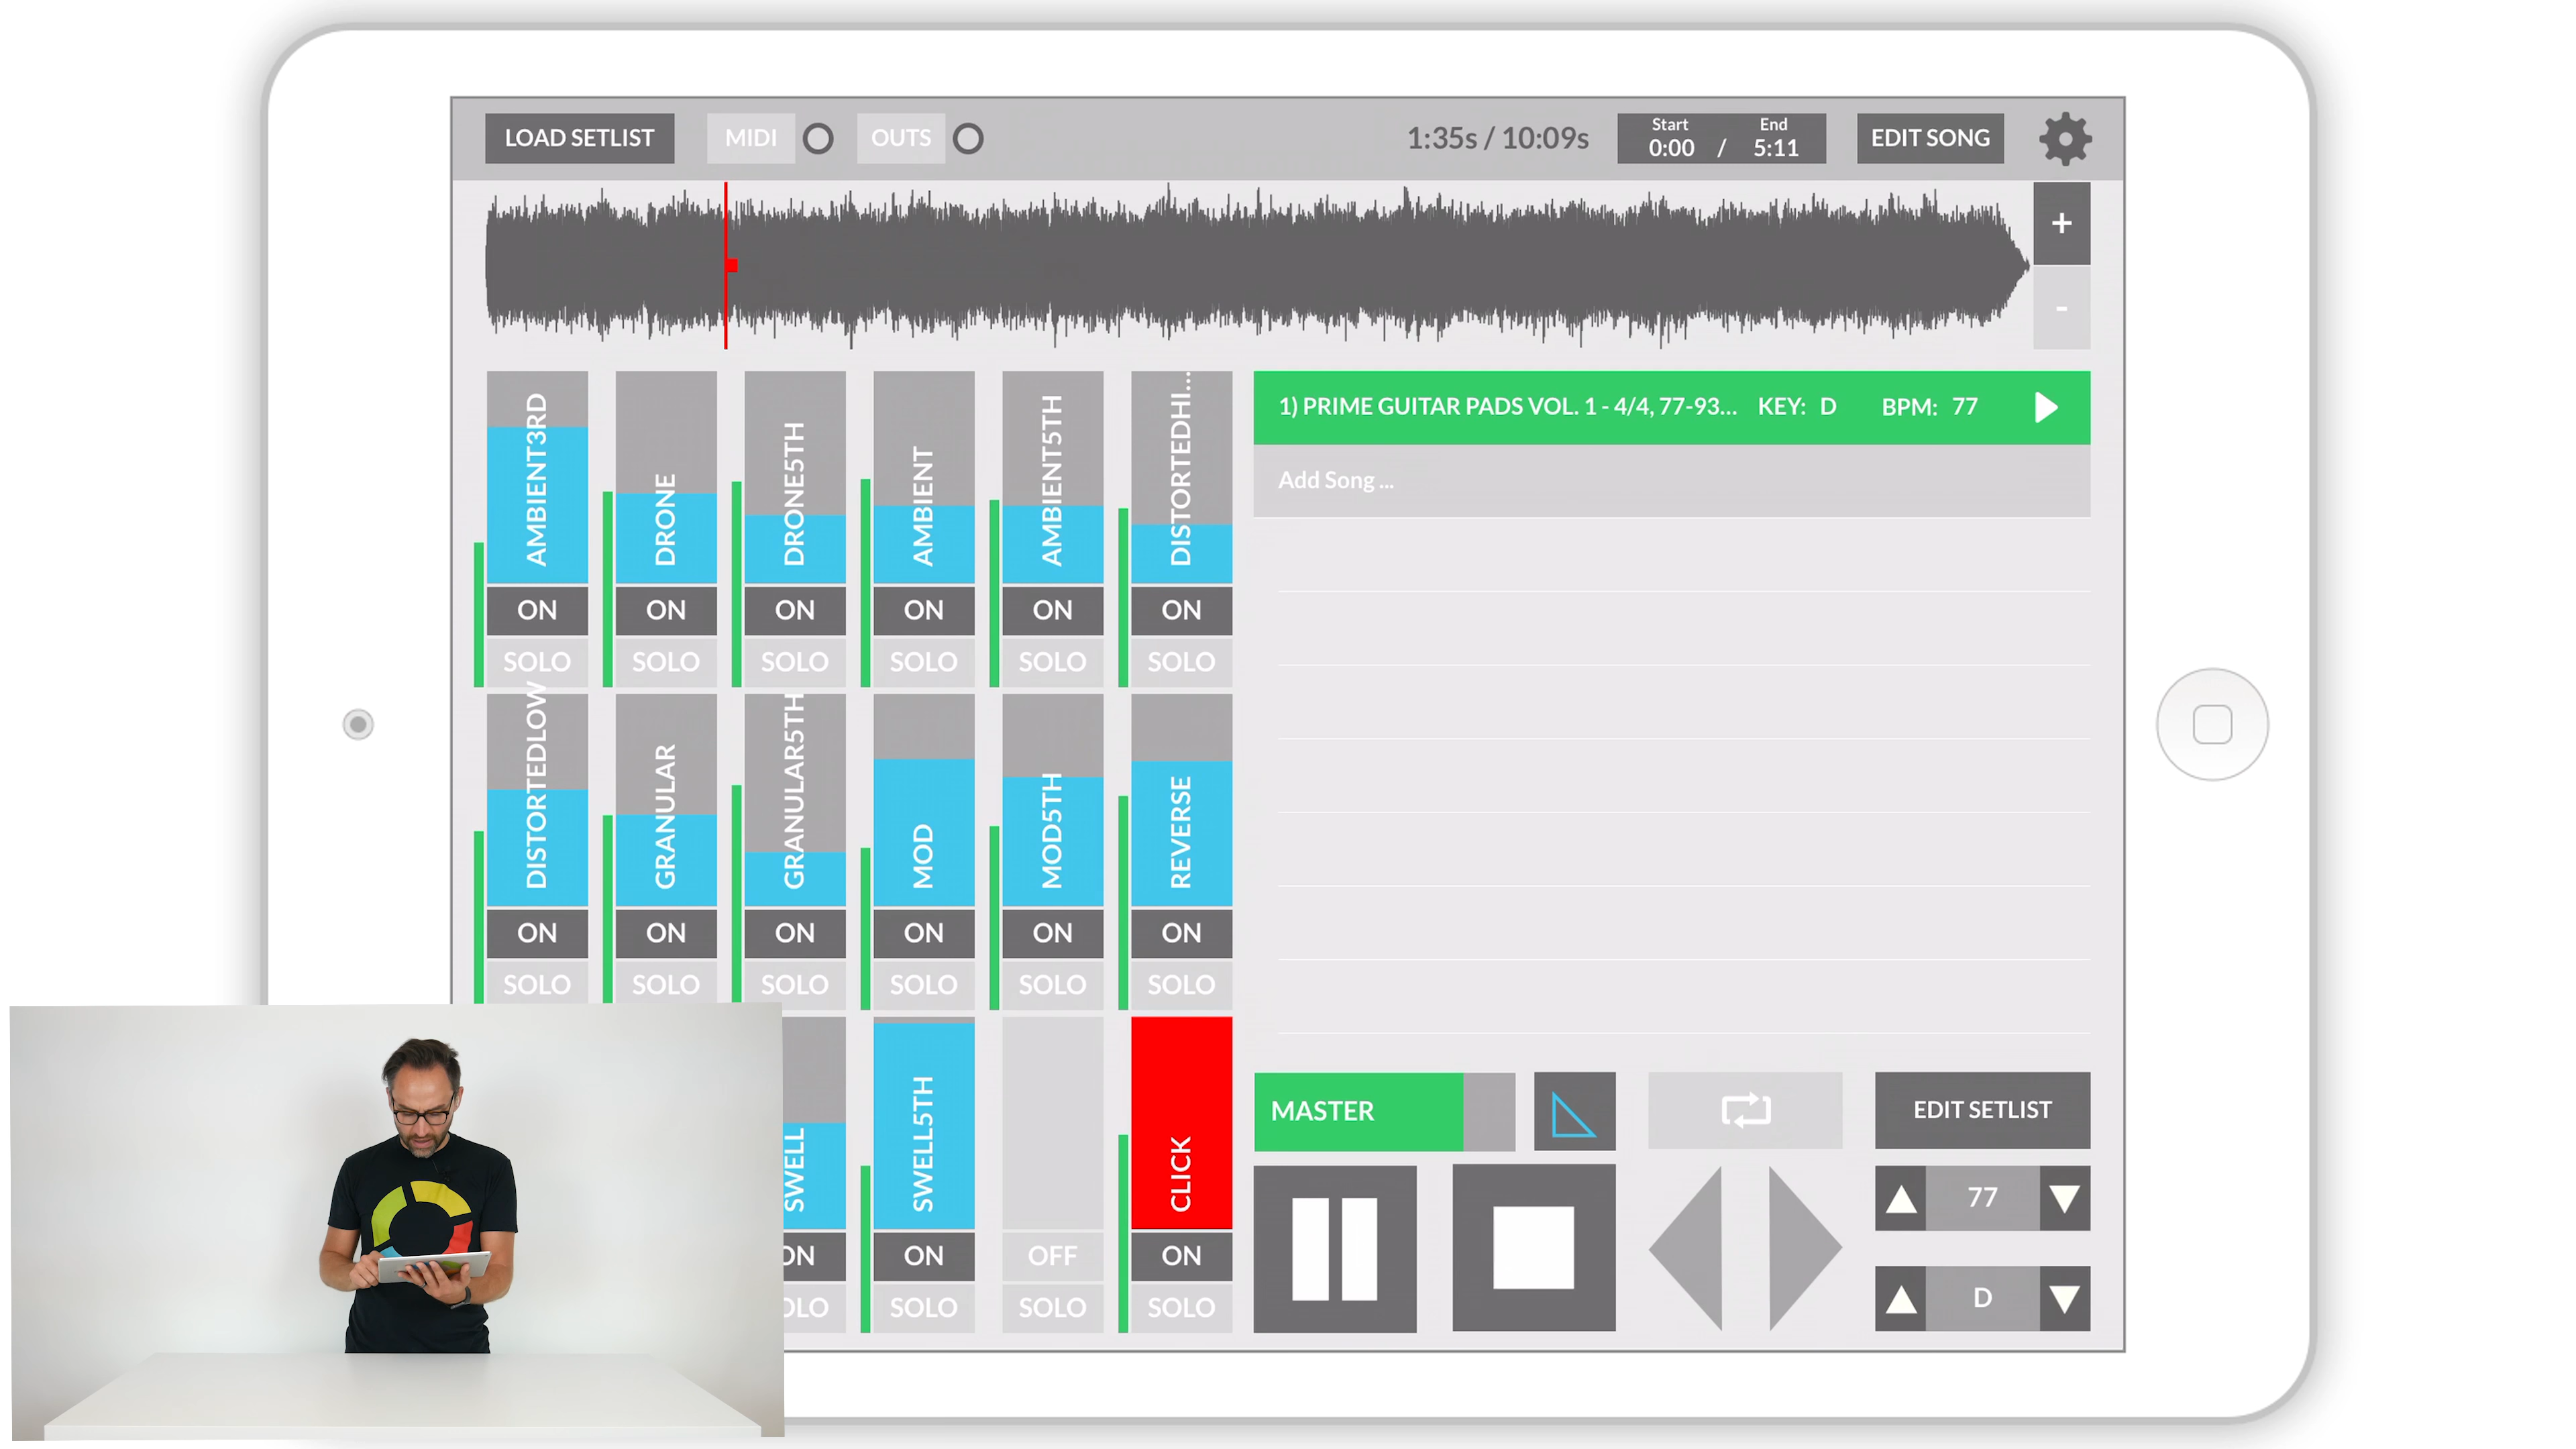 LOAD SETLIST
MIDI
OUTS
1:35s / 10:09s
Start
0:00
/
End
5:11
EDIT SONG
+
-
AMBIENT3RD
DRONE
DRONE5TH
AMBIENT
AMBIENT5TH
DISTORTEDHI...
ON
ON
ON
ON
ON
ON
SOLO
SOLO
SOLO
SOLO
SOLO
SOLO
1) PRIME GUITAR PADS VOL. 1 - 4/4, 77-93... KEY: D BPM: 77
Add Song ...
DISTORTEDLOW
GRANULAR
GRANULAR5TH
MOD
MOD5TH
REVERSE
ON
ON
ON
ON
ON
ON
SOLO
SOLO
SOLO
SOLO
SOLO
SOLO
SWELL
SWELL5TH
CLICK
ON
ON
OFF
ON
OLO
SOLO
SOLO
SOLO
MASTER
EDIT SETLIST
77
D